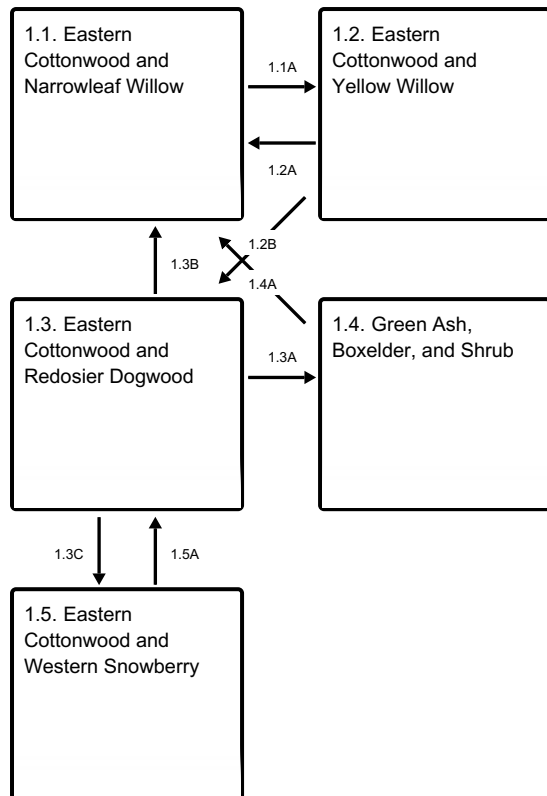 1.1. Eastern
Cottonwood and
Narrowleaf Willow
1.1A
1.2. Eastern
Cottonwood and
Yellow Willow
1.2A
1.2B
1.3B
1.4A
1.3. Eastern
Cottonwood and
Redosier Dogwood
1.3A
1.4. Green Ash,
Boxelder, and Shrub
1.3C
1.5A
1.5. Eastern
Cottonwood and
Western Snowberry